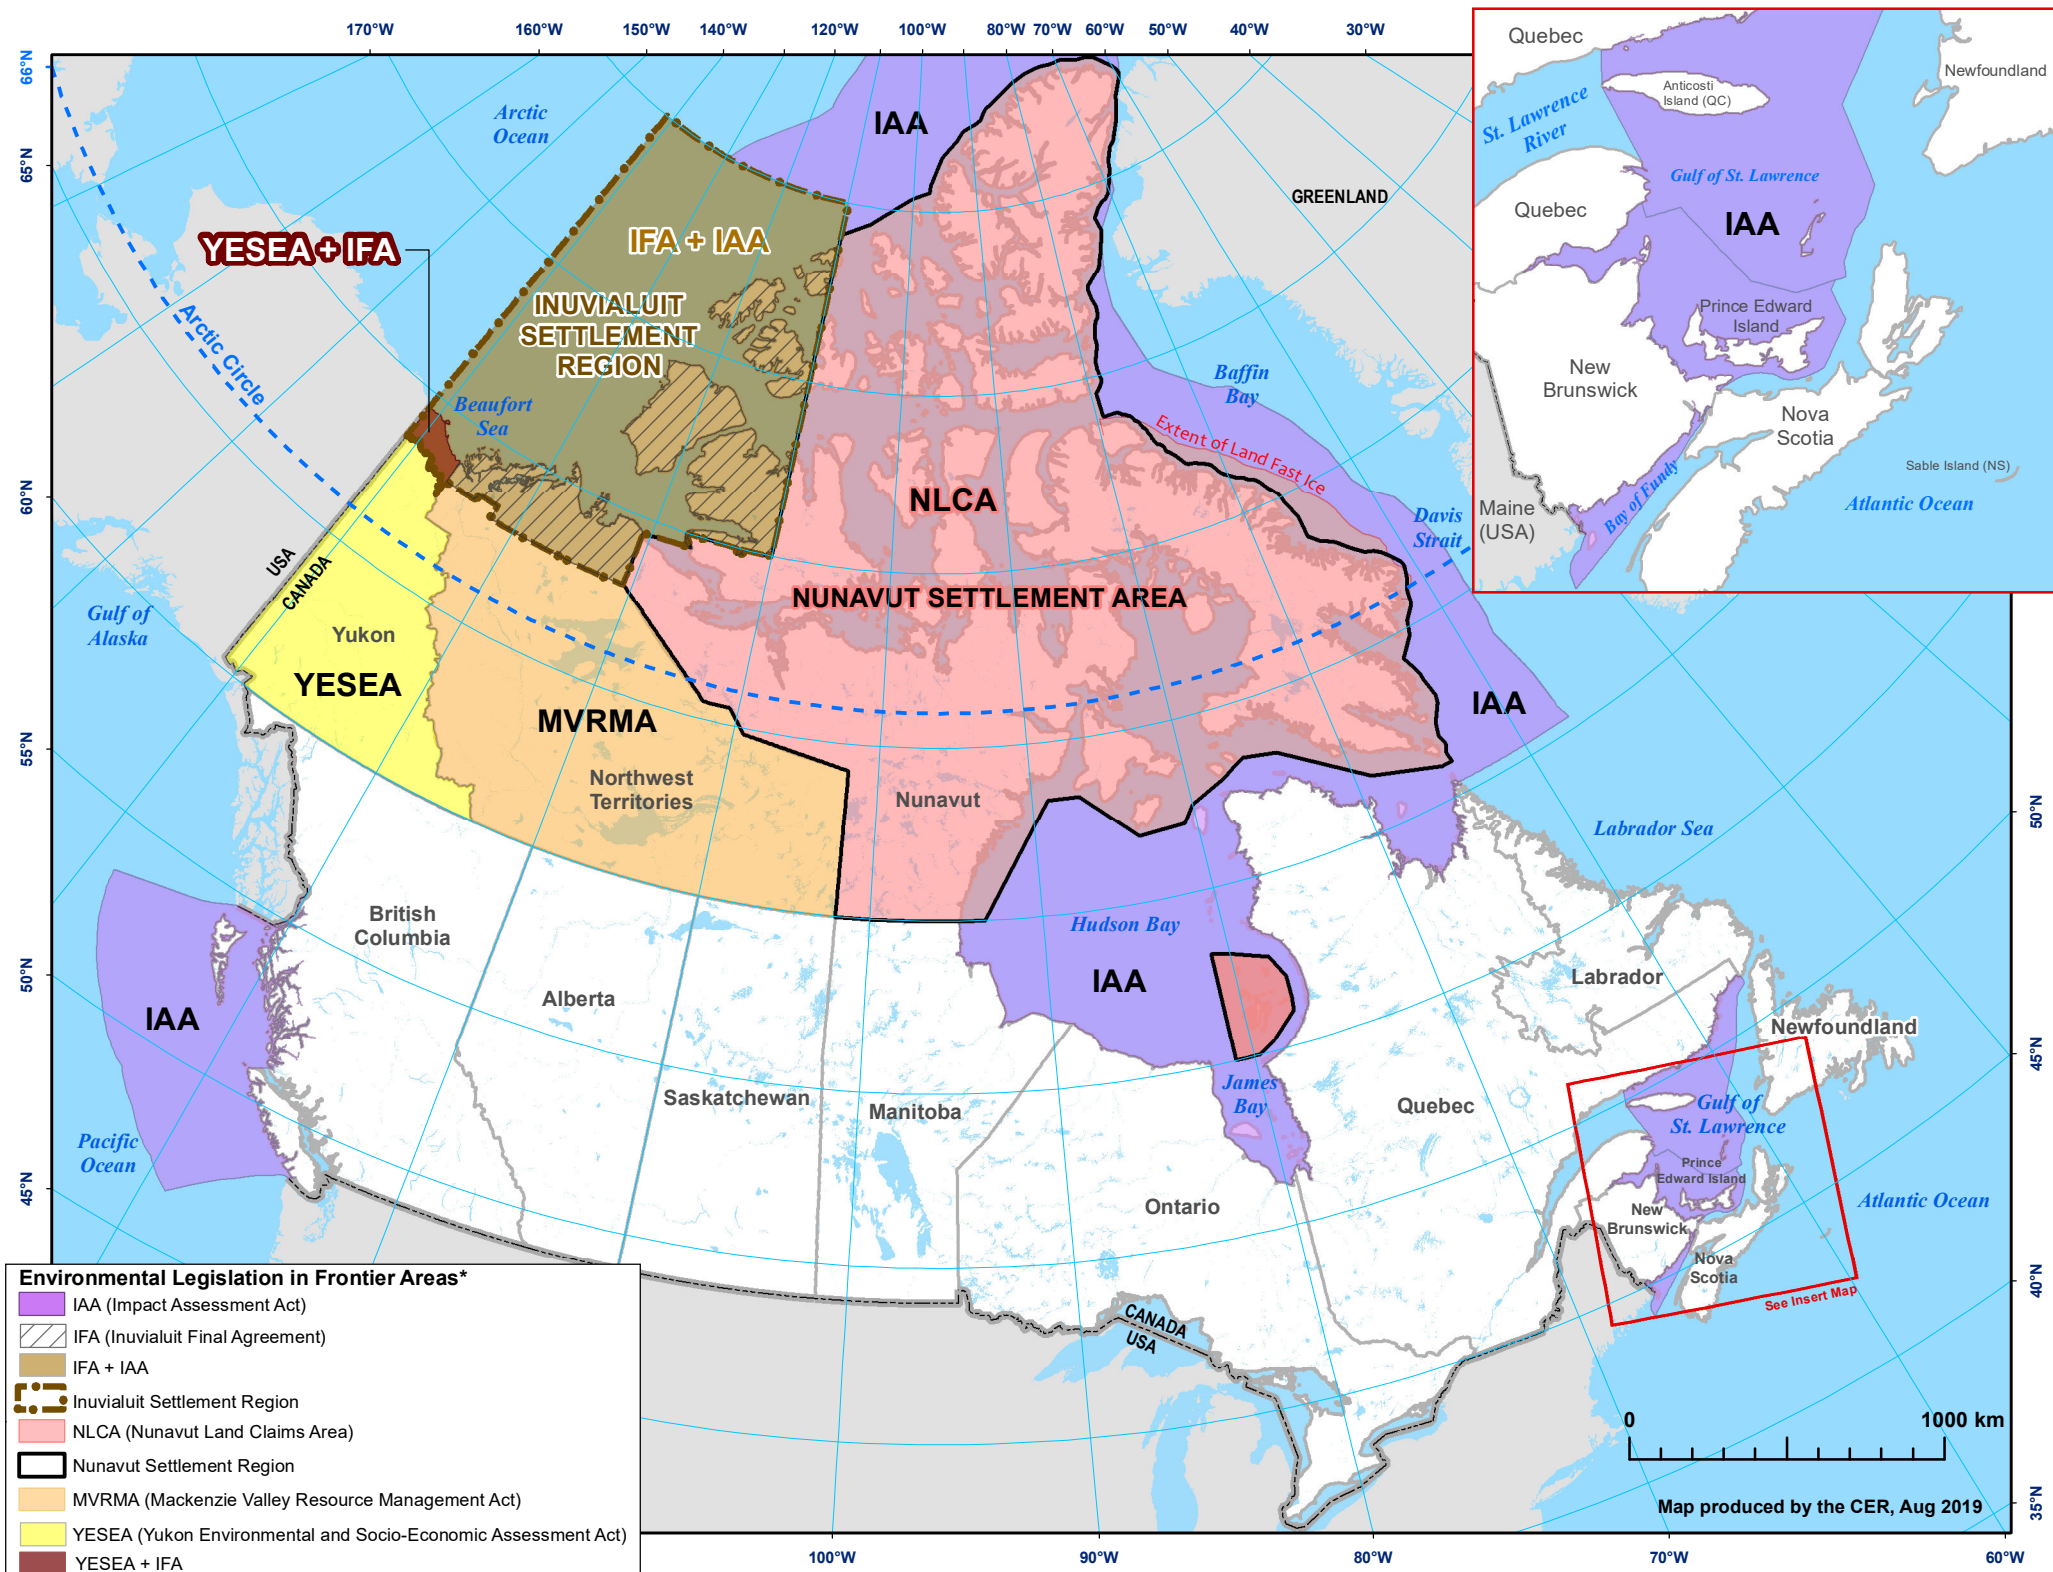 170°W
160°W
150°W
140°W
120°W
100°W
80°W
70°W
60°W
50°W
40°W
30°W
66°N
65°N
60°N
55°N
50°N
45°N
Arctic
Ocean
IAA
GREENLAND
YESEA + IFA
IFA + IAA
INUVIALUIT
SETTLEMENT
REGION
Arctic Circle
Beaufort
Sea
Baffin
Bay
Extent of Land Fast Ice
NLCA
Davis
Strait
USA
CANADA
NUNAVUT SETTLEMENT AREA
Gulf of
Alaska
Yukon
YESEA
MVRMA
IAA
Northwest
Territories
Nunavut
Labrador Sea
British
Columbia
Hudson Bay
IAA
Labrador
IAA
Alberta
Newfoundland
Saskatchewan
Manitoba
James
Bay
Quebec
Gulf of
St. Lawrence
Pacific
Ocean
Prince
Edward Island
Ontario
New
Brunswick
Nova
Scotia
Atlantic Ocean
See Insert Map
CANADA
USA
Quebec
Newfoundland
Anticosti
Island (QC)
St. Lawrence
River
Gulf of St. Lawrence
Quebec
IAA
Prince Edward
Island
New
Brunswick
Nova
Scotia
Sable Island (NS)
Maine
(USA)
Bay of Fundy
Atlantic Ocean
50°N
45°N
40°N
35°N
Environmental Legislation in Frontier Areas*
IAA (Impact Assessment Act)
IFA (Inuvialuit Final Agreement)
IFA + IAA
Inuvialuit Settlement Region
NLCA (Nunavut Land Claims Area)
Nunavut Settlement Region
MVRMA (Mackenzie Valley Resource Management Act)
YESEA (Yukon Environmental and Socio-Economic Assessment Act)
YESEA + IFA
0
1000 km
Map produced by the CER, Aug 2019
100°W
90°W
80°W
70°W
60°W